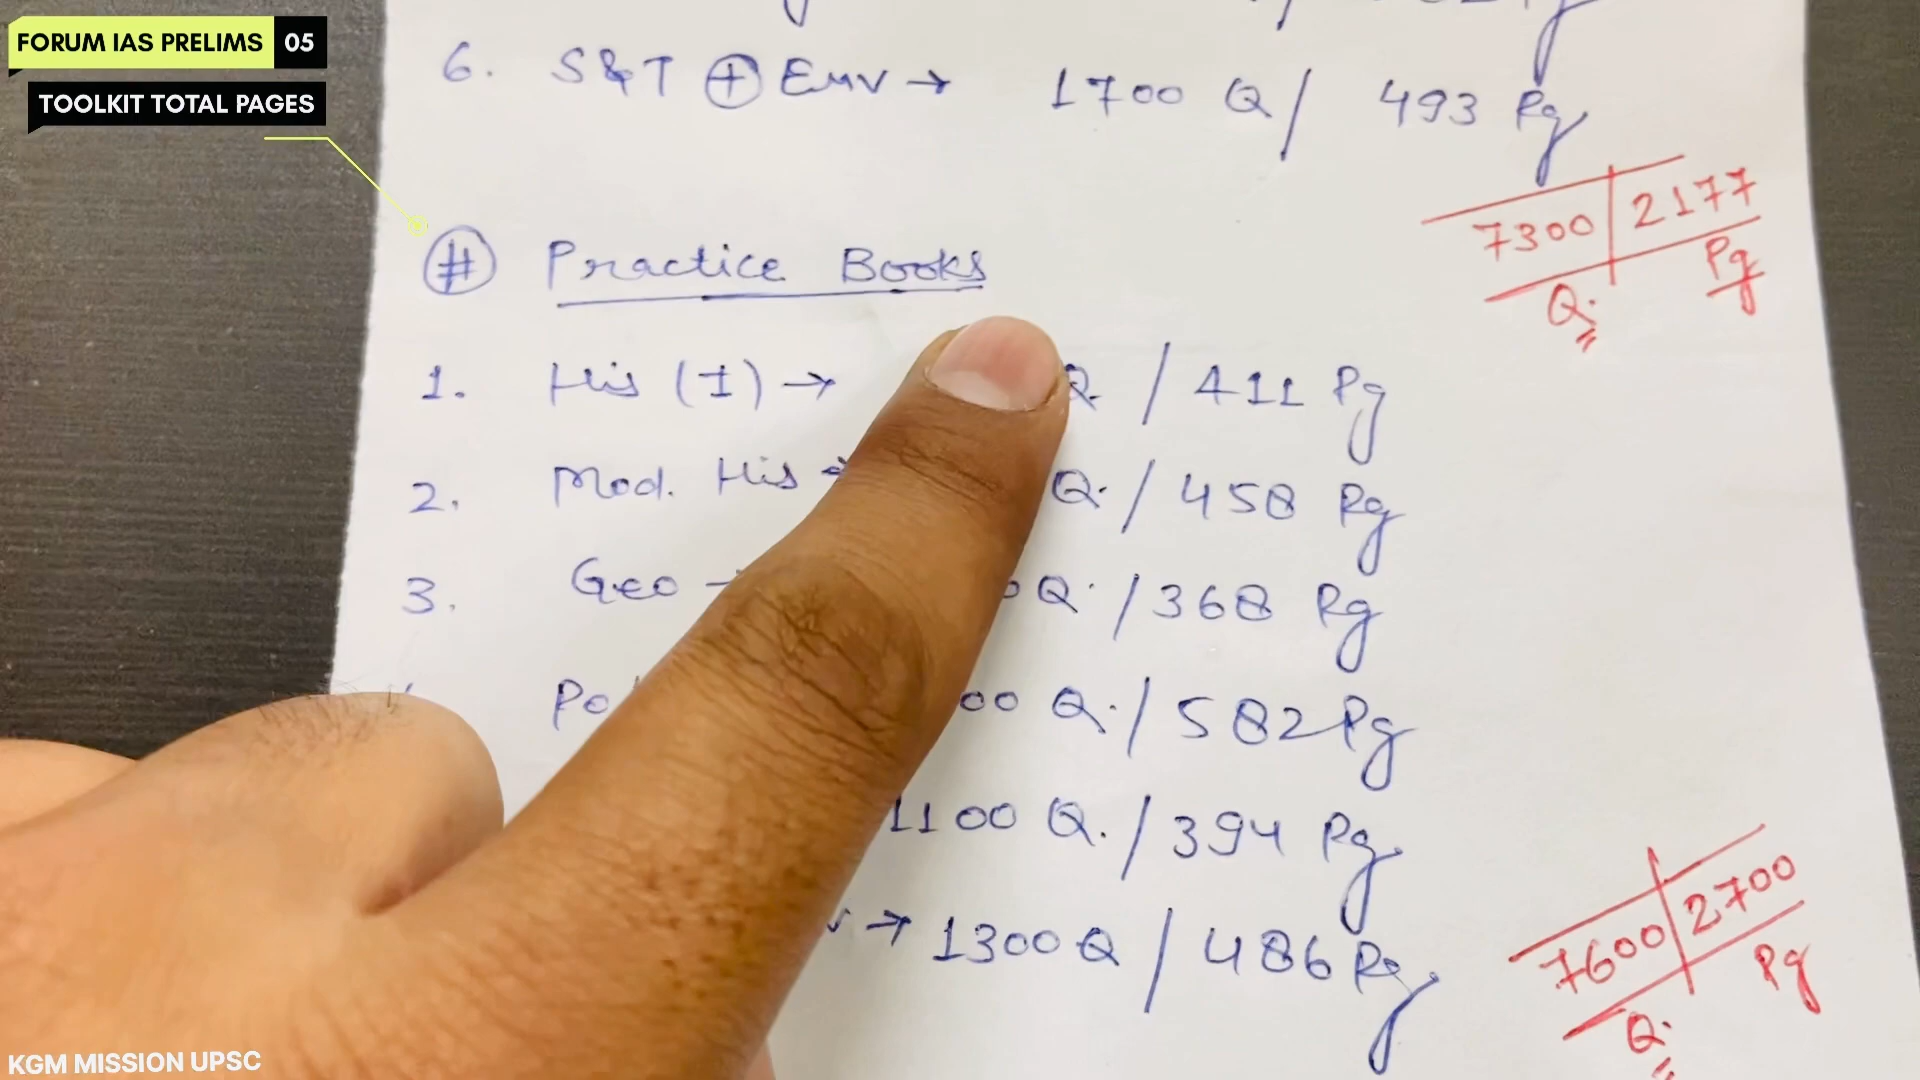 FORUM IAS PRELIMS 05
TOOLKIT TOTAL PAGES
6. S&T + Env → 1700 Q / 493 Pg
7300 | 2177
Q. Pg
# Practice Books
1. His (I) → Q. / 411 Pg
2. Mod. His → Q. / 458 Pg
3. Geo → Q. / 368 Pg
00 Q. / 582 Pg
1100 Q. / 394 Pg
→ 1300 Q / 486 Pg
7600 | 2700
Q. Pg
KGM MISSION UPSC